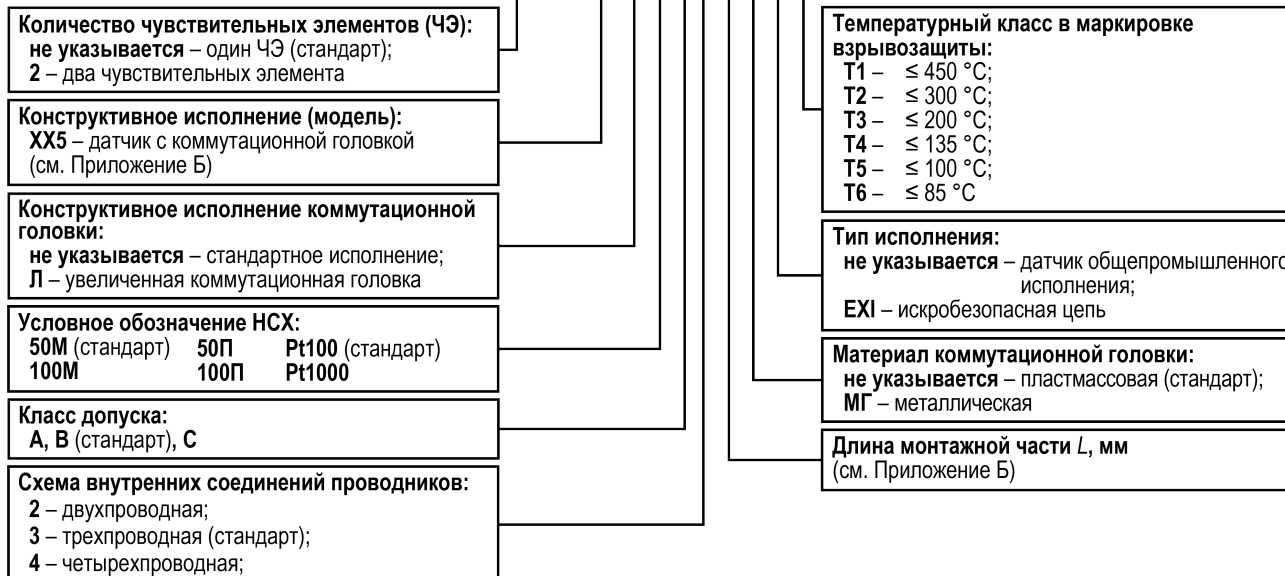 Количество чувствительных элементов (ЧЭ):
не указывается – один ЧЭ (стандарт);
2 – два чувствительных элемента
Конструктивное исполнение (модель):
ХХ5 – датчик с коммутационной головкой
(см. Приложение Б)
Конструктивное исполнение коммутационной
головки:
не указывается – стандартное исполнение;
Л – увеличенная коммутационная головка
Условное обозначение НСХ:
50М (стандарт) 50П Pt100 (стандарт)
100М 100П Pt1000
Класс допуска:
А, В (стандарт), С
Схема внутренних соединений проводников:
2 – двухпроводная;
3 – трехпроводная (стандарт);
4 – четырехпроводная;
Температурный класс в маркировке
взрывозащиты:
Т1 – ≤ 450 °С;
Т2 – ≤ 300 °С;
Т3 – ≤ 200 °С;
Т4 – ≤ 135 °С;
Т5 – ≤ 100 °С;
Т6 – ≤ 85 °С
Тип исполнения:
не указывается – датчик общепромышленного
исполнения;
EXI – искробезопасная цепь
Материал коммутационной головки:
не указывается – пластмассовая (стандарт);
МГ – металлическая
Длина монтажной части L, мм
(см. Приложение Б)